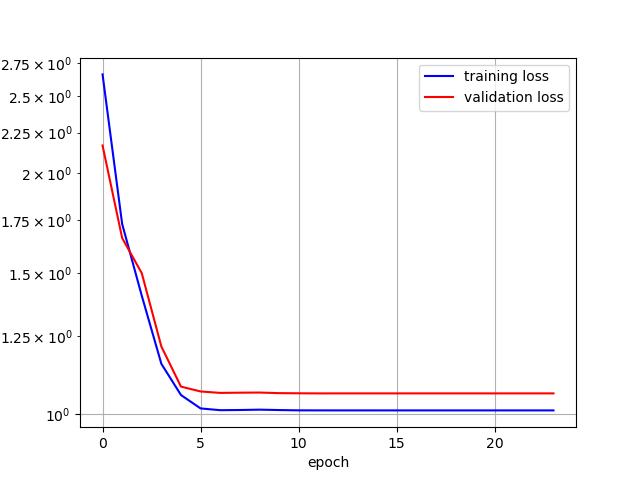 2.75 × 10⁰
2.5 × 10⁰
2.25 × 10⁰
2 × 10⁰
1.75 × 10⁰
1.5 × 10⁰
1.25 × 10⁰
10⁰
training loss
validation loss
0 5 10 15 20
epoch